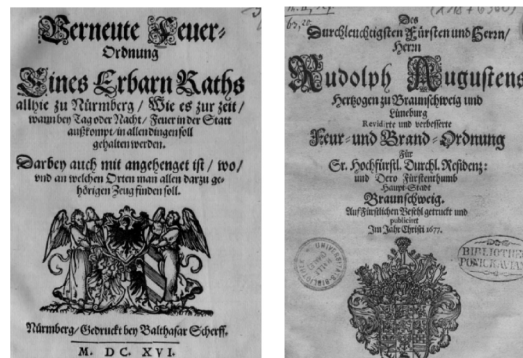 Verneute Feuer-
Ordnung
Eines Erbarn Raths
allhie zu Nürmberg / Wie es zur zeit /
wann bey Tag oder Nacht / Feuer in der Statt
außkompt / in allen dingen soll
gehalten werden.
Darbey auch mit angehenget ist / wo /
vnd an welchen Orten man allen darzu ge-
hörigen Zeug finden soll.
Nürmberg / Gedruckt bey Balthasar Scherff.
M. DC. XVI.
Des
Durchleuchtigsten Fürsten und Herrn /
Herrn
Rudolph Augustens
Hertzogen zu Braunschweig und
Lüneburg
Revidirte und verbesserte
Feur- und Brand-Ordnung
Für
Sr. Hochfürstl. Durchl. Residenz:
und Dero Fürstenthumb
Haupt-Stadt
Braunschweig.
Auf Fürstlichen Befehl getruckt und
publiciret
Im Jahr Christi 1677.